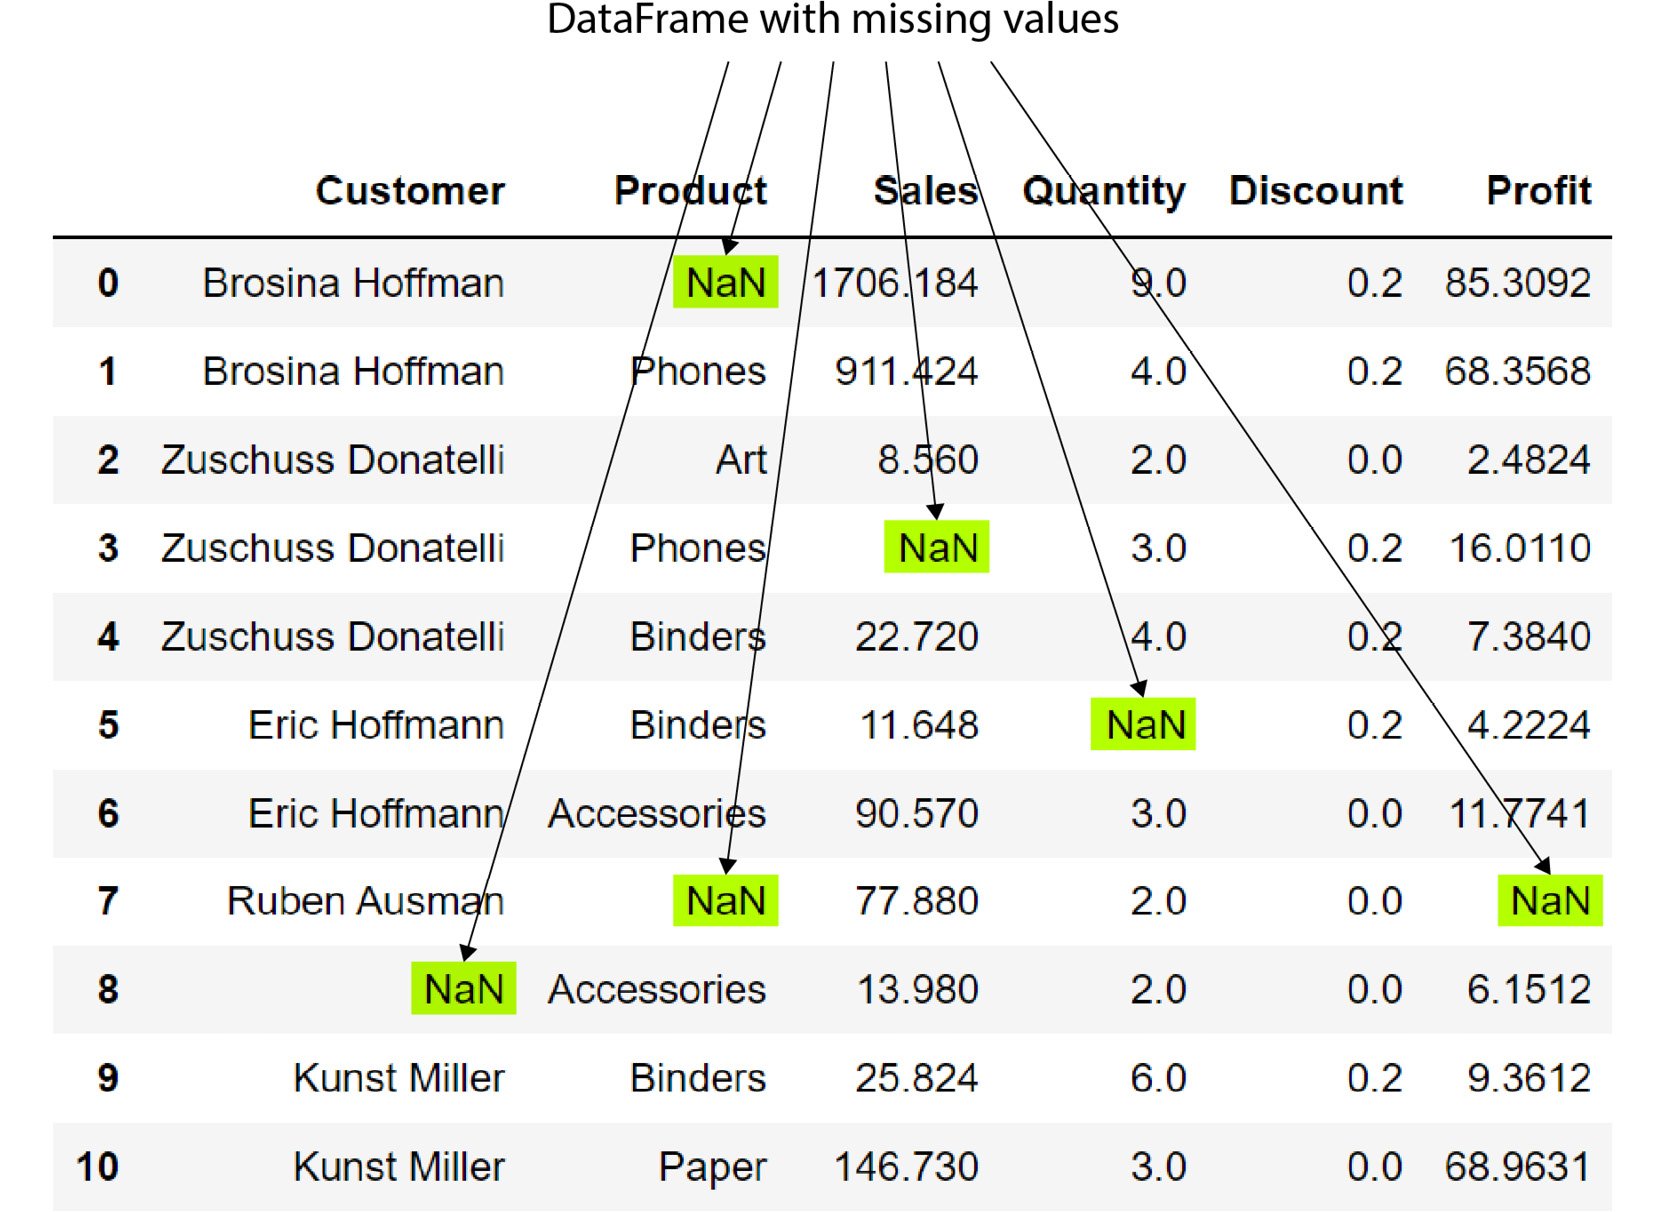 DataFrame with missing values
Customer Product Sales Quantity Discount Profit
0 Brosina Hoffman NaN 1706.184 9.0 0.2 85.3092
1 Brosina Hoffman Phones 911.424 4.0 0.2 68.3568
2 Zuschuss Donatelli Art 8.560 2.0 0.0 2.4824
3 Zuschuss Donatelli Phones NaN 3.0 0.2 16.0110
4 Zuschuss Donatelli Binders 22.720 4.0 0.2 7.3840
5 Eric Hoffmann Binders 11.648 NaN 0.2 4.2224
6 Eric Hoffmann Accessories 90.570 3.0 0.0 11.7741
7 Ruben Ausman NaN 77.880 2.0 0.0 NaN
8 NaN Accessories 13.980 2.0 0.0 6.1512
9 Kunst Miller Binders 25.824 6.0 0.2 9.3612
10 Kunst Miller Paper 146.730 3.0 0.0 68.9631